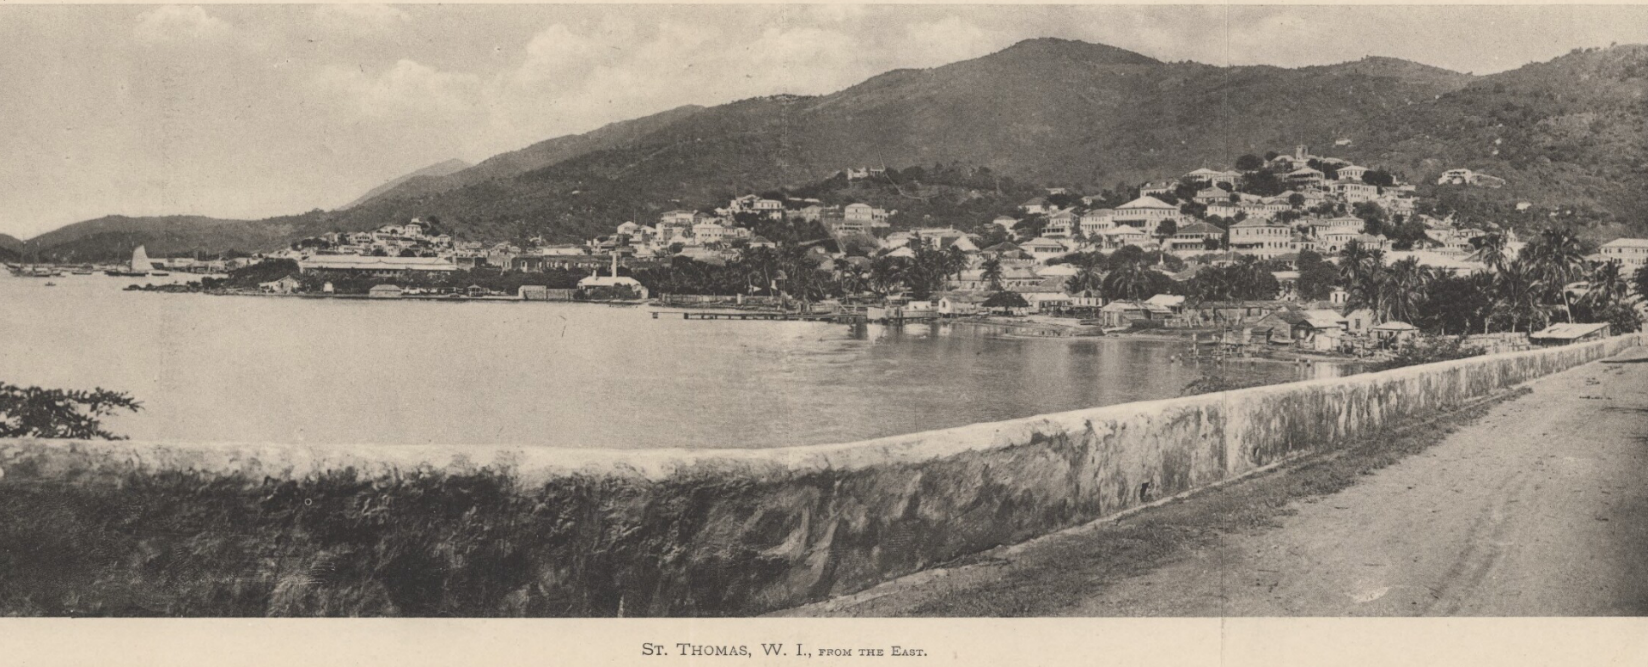 St. Thomas, W. I., from the East.